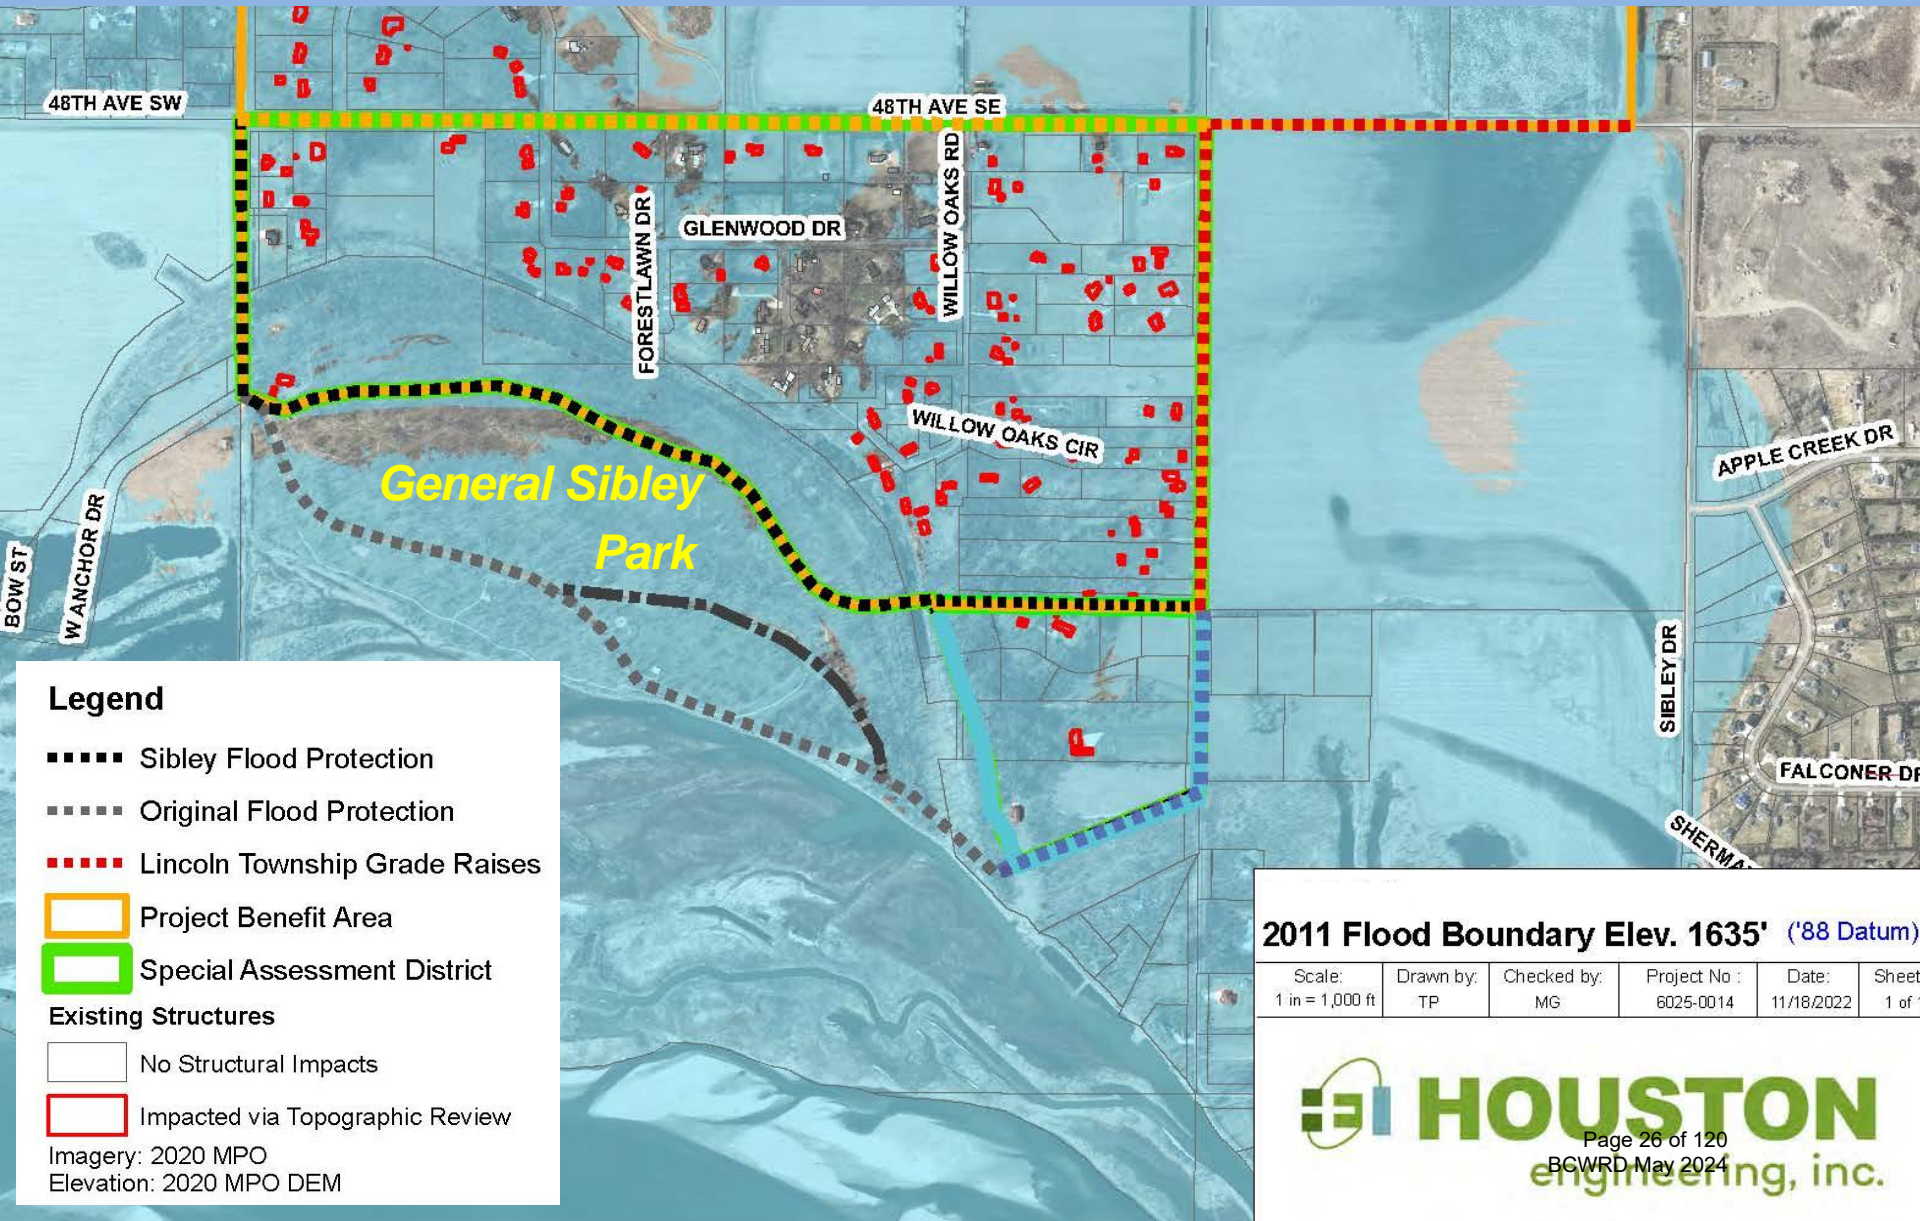 48TH AVE SW
48TH AVE SE
WILLOW OAKS RD
FORESTLAWN DR
GLENWOOD DR
WILLOW OAKS CIR
General Sibley
Park
APPLE CREEK DR
BOW ST
W ANCHOR DR
SIBLEY DR
FALCONER DR
SHERMA
Legend
Sibley Flood Protection
Original Flood Protection
Lincoln Township Grade Raises
Project Benefit Area
Special Assessment District
Existing Structures
No Structural Impacts
Impacted via Topographic Review
Imagery: 2020 MPO
Elevation: 2020 MPO DEM
2011 Flood Boundary Elev. 1635' ('88 Datum)
Scale: Drawn by: Checked by: Project No : Date: Sheet
1 in = 1,000 ft TP MG 6025-0014 11/18/2022 1 of
HOUSTON
engineering, inc.
Page 26 of 120
BCWRD May 2024